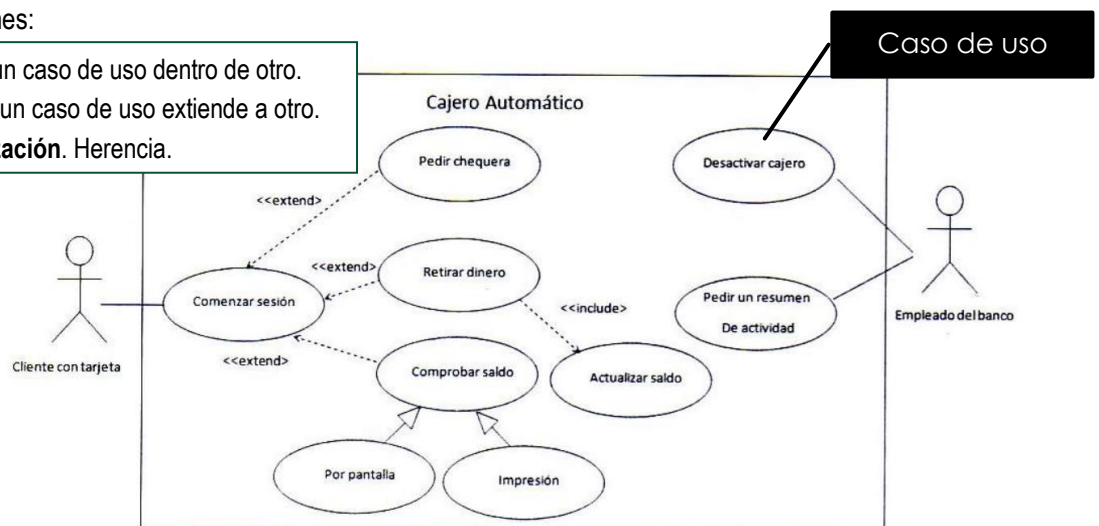 nes:
un caso de uso dentro de otro.
un caso de uso extiende a otro.
zación. Herencia.
Caso de uso
Cajero Automático
Pedir chequera
Desactivar cajero
<<extend>
<<extend>
Retirar dinero
Comenzar sesión
<<include>
Pedir un resumen
De actividad
Empleado del banco
Cliente con tarjeta
<<extend>
Comprobar saldo
Actualizar saldo
Por pantalla
Impresión